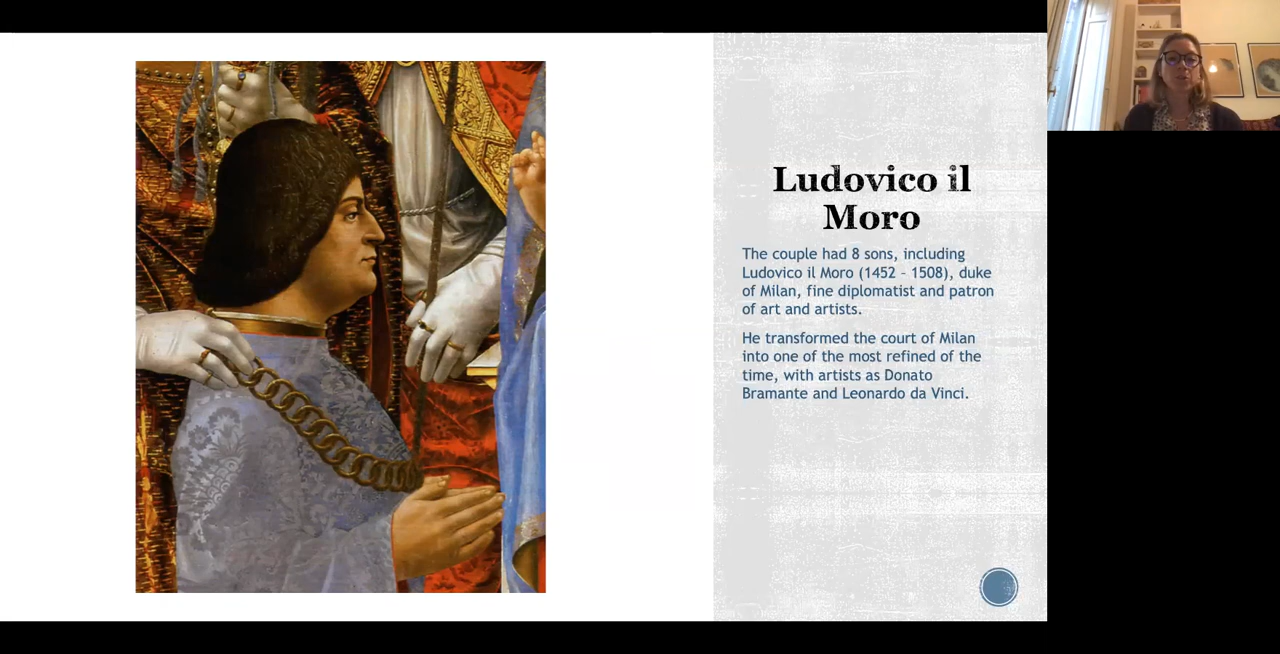 Ludovico il
Moro
The couple had 8 sons, including
Ludovico il Moro (1452 - 1508), duke
of Milan, fine diplomatist and patron
of art and artists.
He transformed the court of Milan
into one of the most refined of the
time, with artists as Donato
Bramante and Leonardo da Vinci.